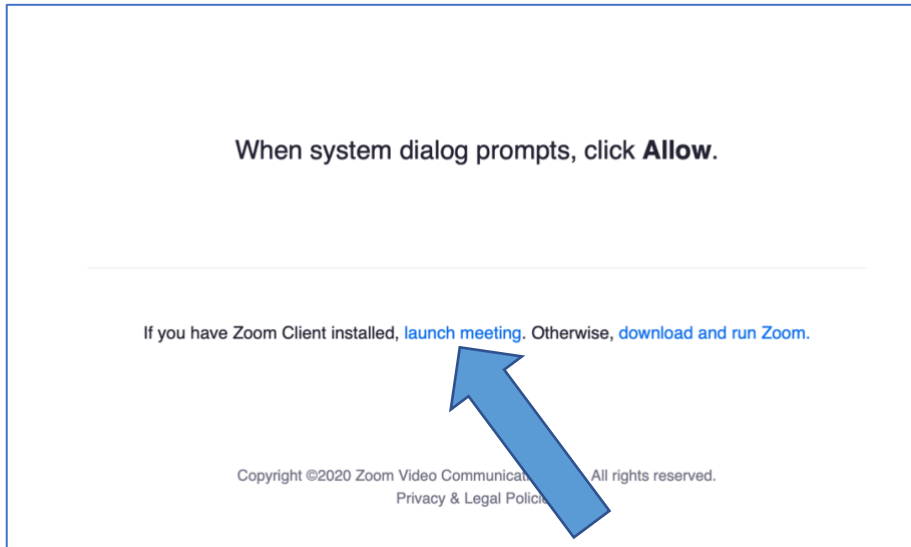 When system dialog prompts, click Allow.
If you have Zoom Client installed, launch meeting. Otherwise, download and run Zoom.
Copyright ©2020 Zoom Video All rights reserved.
Privacy & Legal